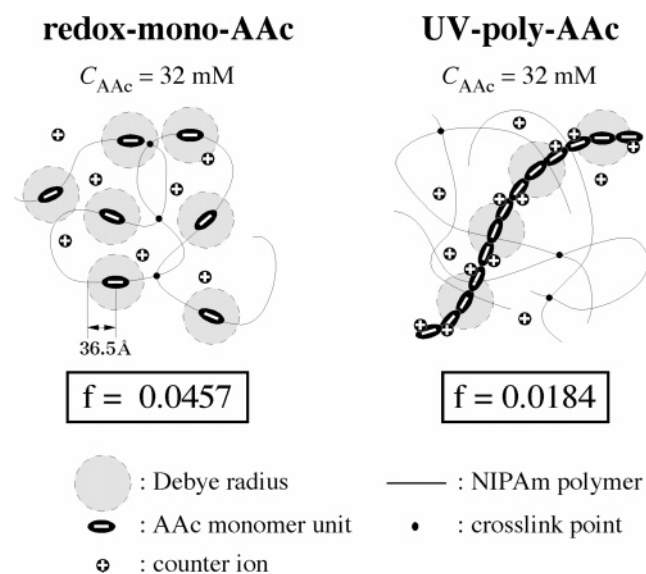 redox-mono-AAc
C_AAc = 32 mM
36.5Å
f = 0.0457
UV-poly-AAc
C_AAc = 32 mM
f = 0.0184
: Debye radius
: AAc monomer unit
: counter ion
: NIPAm polymer
: crosslink point